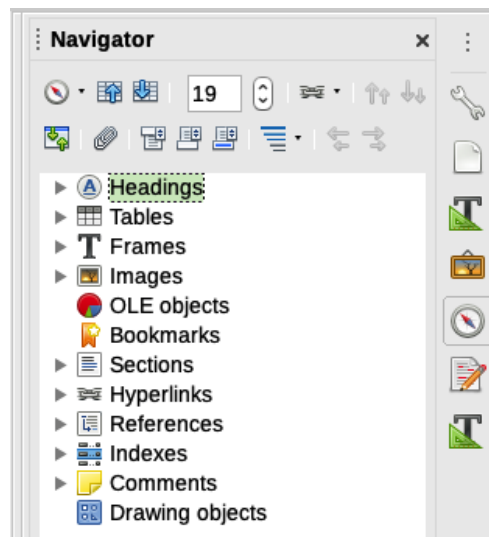 Navigator
19
Headings
Tables
Frames
Images
OLE objects
Bookmarks
Sections
Hyperlinks
References
Indexes
Comments
Drawing objects